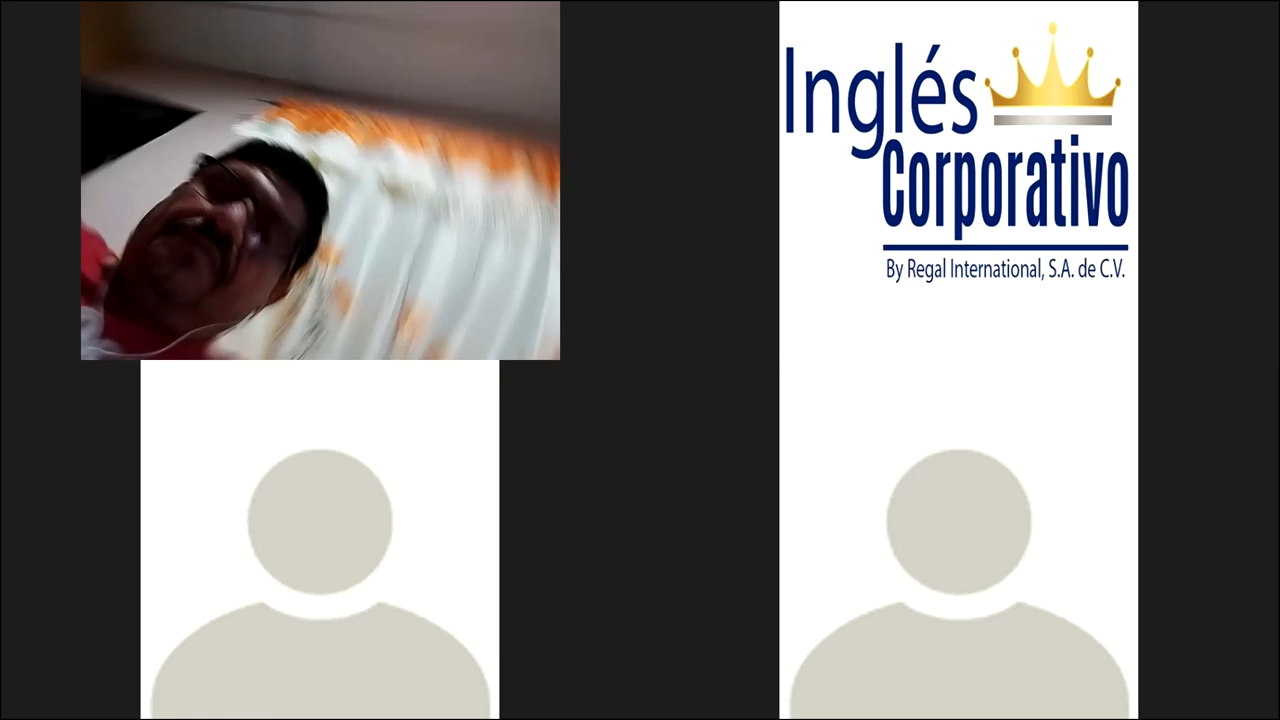 Inglés
Corporativo
By Regal International, S.A. de C.V.